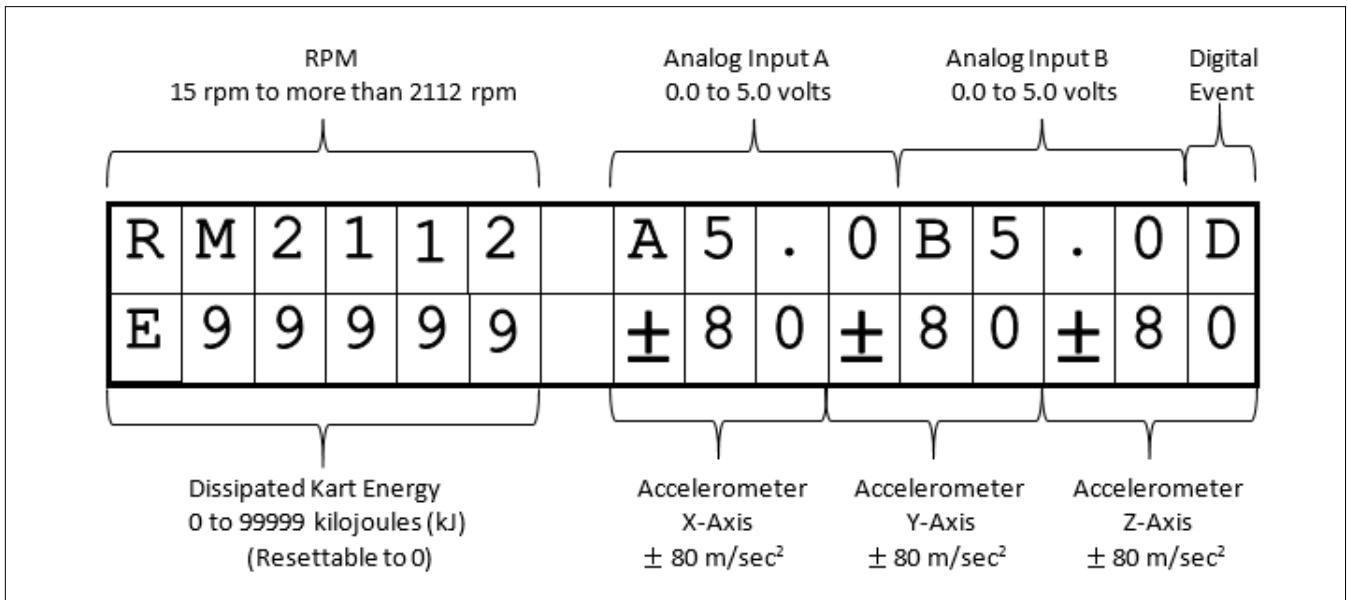 RPM
15 rpm to more than 2112 rpm
Analog Input A
0.0 to 5.0 volts
Analog Input B
0.0 to 5.0 volts
Digital
Event
R M 2 1 1 2 A 5 . 0 B 5 . 0 D
E 9 9 9 9 9 ± 8 0 ± 8 0 ± 8 0
Dissipated Kart Energy
0 to 99999 kilojoules (kJ)
(Resettable to 0)
Accelerometer
X-Axis
± 80 m/sec²
Accelerometer
Y-Axis
± 80 m/sec²
Accelerometer
Z-Axis
± 80 m/sec²